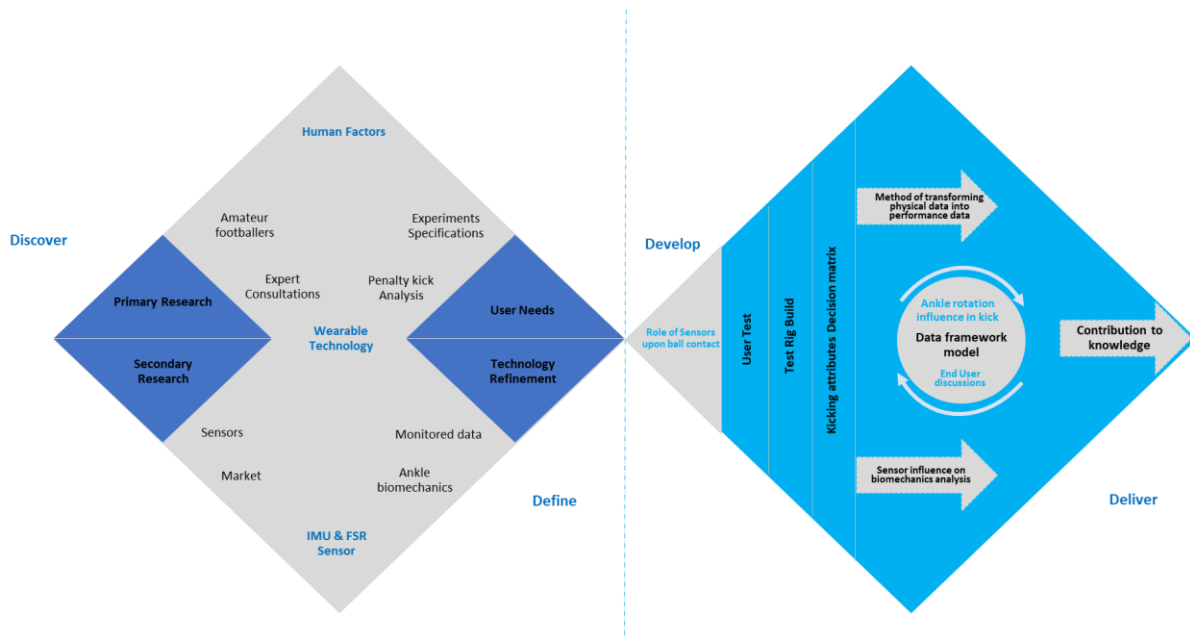 Human Factors
Amateur
footballers
Experiments
Specifications
Discover
Expert
Consultations
Penalty kick
Analysis
Primary Research
User Needs
Wearable
Technology
Secondary
Research
Technology
Refinement
Sensors
Monitored data
Market
Ankle
biomechanics
Define
IMU & FSR
Sensor
Develop
Role of Sensors
upon ball contact
User Test
Test Rig Build
Kicking attributes Decision matrix
Method of transforming
physical data into
performance data
Ankle rotation
influence in kick
Data framework
model
End User
discussions
Contribution to
knowledge
Sensor influence on
biomechanics analysis
Deliver